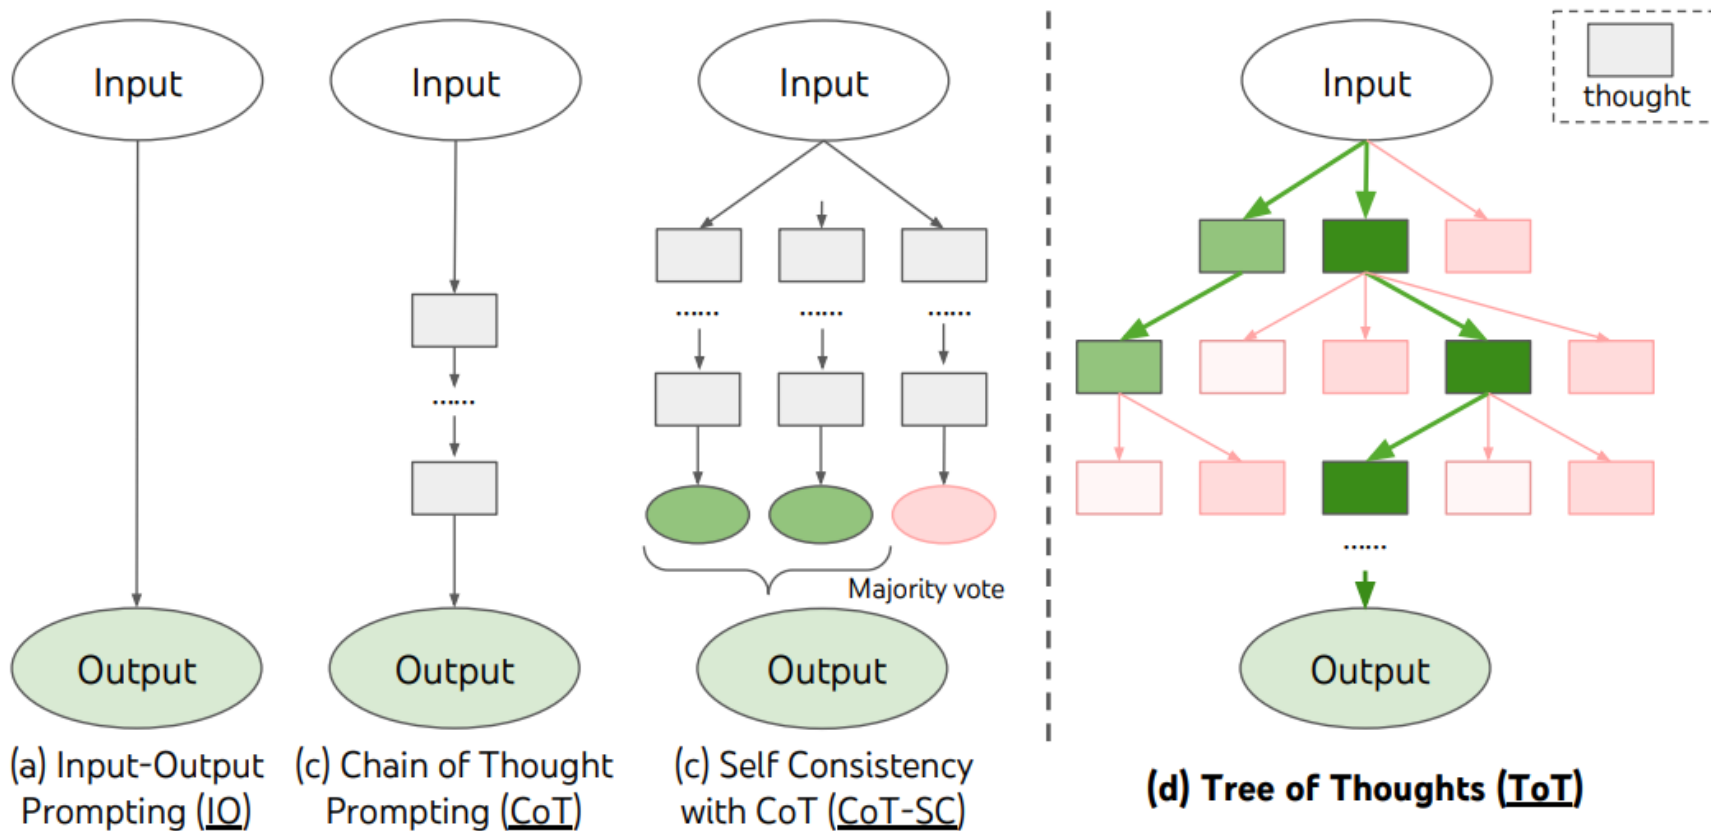 Input
Input
Input
Input
thought
......
......
......
......
......
Majority vote
Output
Output
Output
Output
(a) Input-Output
Prompting (IO)
(c) Chain of Thought
Prompting (CoT)
(c) Self Consistency
with CoT (CoT-SC)
(d) Tree of Thoughts (ToT)